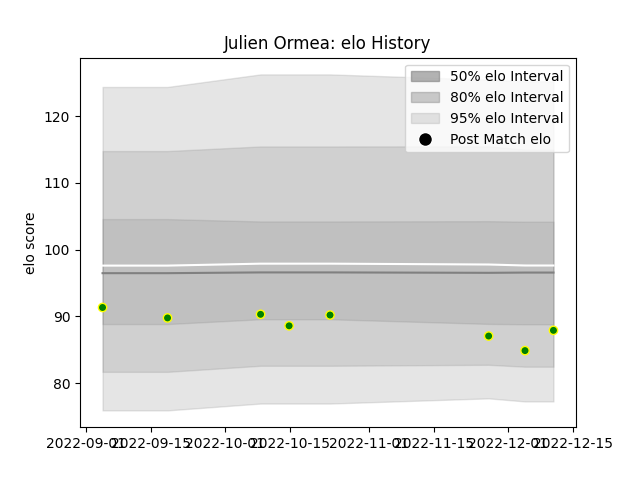 Julien Ormea: elo History
50% elo Interval
80% elo Interval
95% elo Interval
Post Match elo
elo score
120
110
100
90
80
2022-09-01 2022-09-15 2022-10-01 2022-10-15 2022-11-01 2022-11-15 2022-12-01 2022-12-15